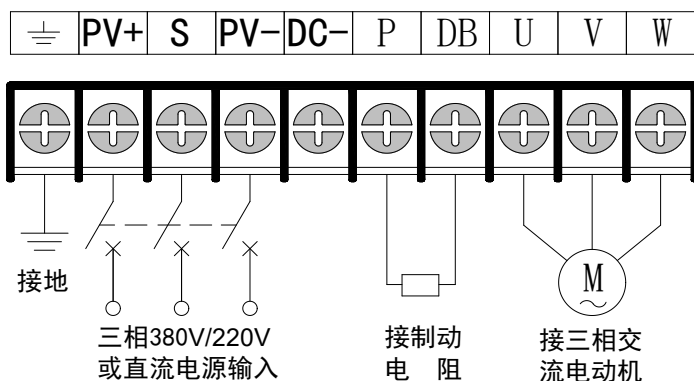 PV+ S PV- DC- P DB U V W
接地
三相380V/220V
或直流电源输入
接制动
电 阻
M
接三相交
流电动机